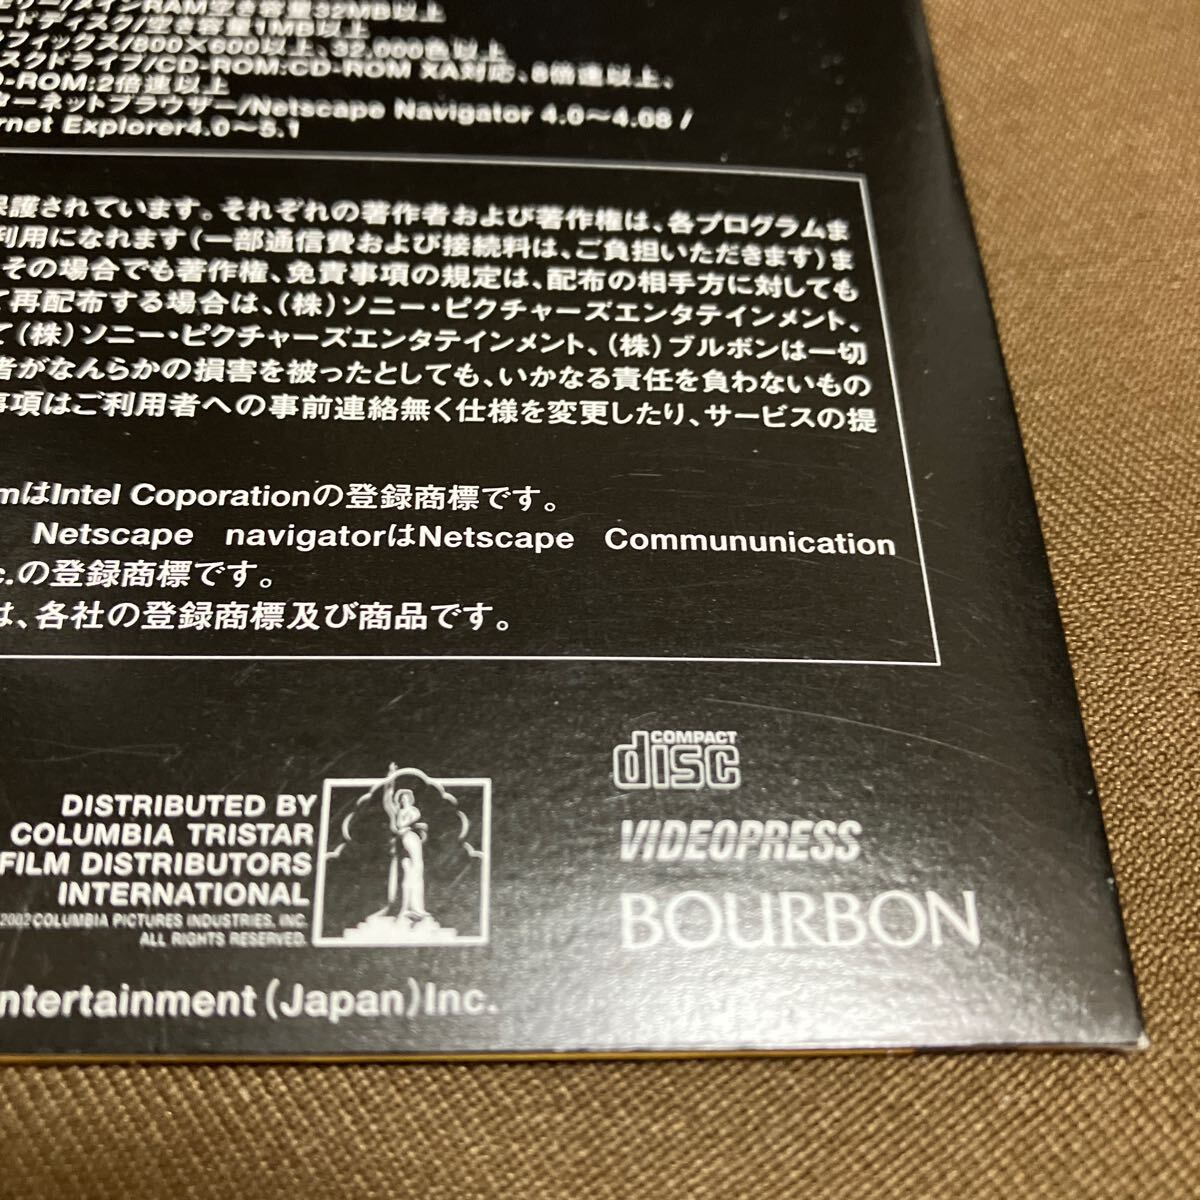 モリー/メインRAM空き容量32MB以上
ードディスク/空き容量1MB以上
フィックス/800×600以上、32,000色以上
スクドライブ/CD-ROM:CD-ROM XA対応、8倍速以上、
D-ROM:2倍速以上
ターネットブラウザー/Netscape Navigator 4.0〜4.08 /
rnet Explorer4.0〜5.1
保護されています。それぞれの著作者および著作権は、各プログラムま
利用になれます(一部通信費および接続料は、ご負担いただきます)ま
その場合でも著作権、免責事項の規定は、配布の相手方に対しても
て再配布する場合は、(株)ソニー・ピクチャーズエンタテインメント、
て(株)ソニー・ピクチャーズエンタテインメント、(株)ブルボンは一切
者がなんらかの損害を被ったとしても、いかなる責任を負わないもの
事項はご利用者への事前連絡無く仕様を変更したり、サービスの提
mはIntel Coporationの登録商標です。
Netscape navigatorはNetscape Commununication
c.の登録商標です。
は、各社の登録商標及び商品です。
COMPACT
disc
DISTRIBUTED BY
COLUMBIA TRISTAR
FILM DISTRIBUTORS
INTERNATIONAL
2002 COLUMBIA PICTURES INDUSTRIES, INC.
ALL RIGHTS RESERVED.
VIDEOPRESS
BOURBON
ntertainment (Japan) Inc.